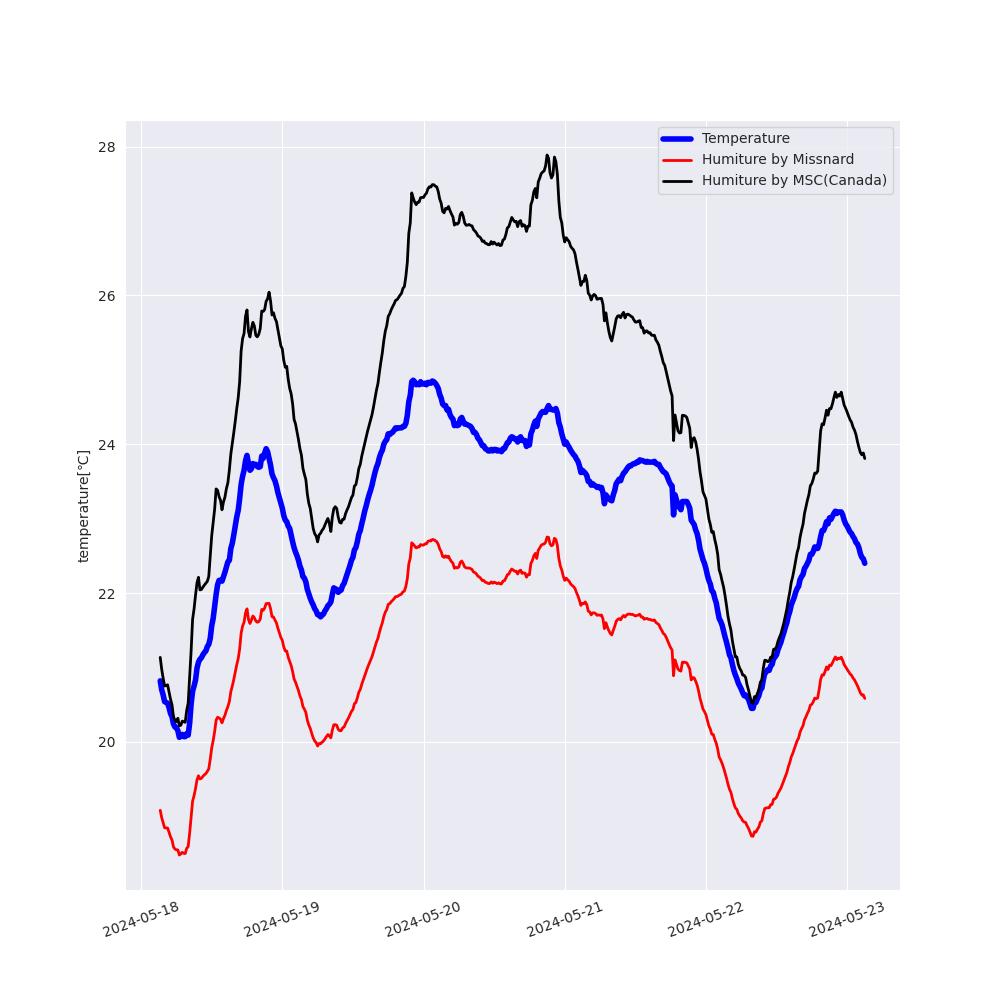 28
26
24
22
20
temperature[℃]
Temperature
Humiture by Missnard
Humiture by MSC(Canada)
2024-05-18
2024-05-19
2024-05-20
2024-05-21
2024-05-22
2024-05-23